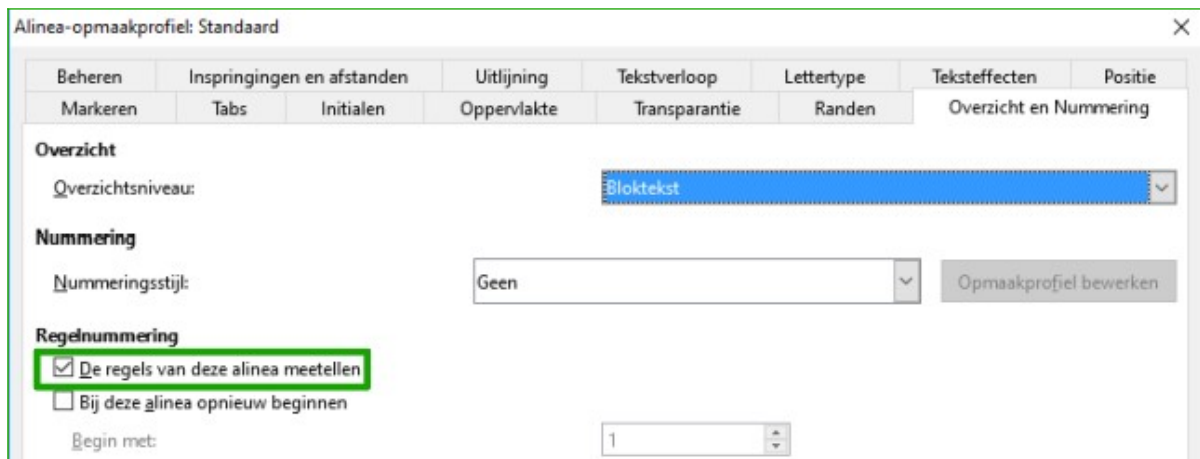 Alinea-opmaakprofiel: Standaard
Beheren Inspringingen en afstanden Uitlijning Tekstverloop Lettertype Teksteffecten Positie
Markeren Tabs Initialen Oppervlakte Transparantie Randen Overzicht en Nummering
Overzicht
Overzichtsniveau: Bloktekst
Nummering
Nummeringsstijl: Geen Opmaakprofiel bewerken
Regelnummering
De regels van deze alinea meetellen
Bij deze alinea opnieuw beginnen
Begin met: 1